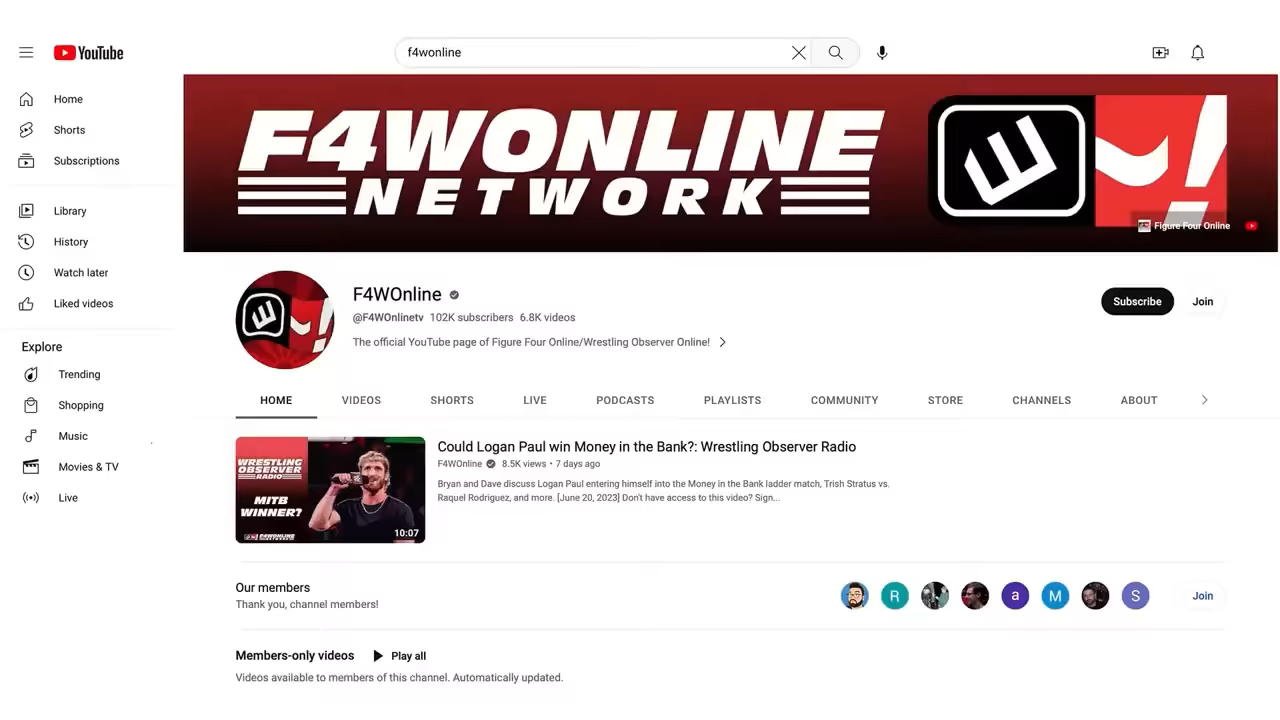 YouTube
f4wonline
Home
Shorts
Subscriptions
Library
History
Watch later
Liked videos
Explore
Trending
Shopping
Music
Movies & TV
Live
F4WONLINE
NETWORK
Figure Four Online
F4WOnline
@F4WOnlinetv 102K subscribers 6.8K videos
The official YouTube page of Figure Four Online/Wrestling Observer Online!
Subscribe
Join
HOME VIDEOS SHORTS LIVE PODCASTS PLAYLISTS COMMUNITY STORE CHANNELS ABOUT
WRESTLING
OBSERVER
RADIO
MITB
WINNER?
F4WONLINE
NETWORK
10:07
Could Logan Paul win Money in the Bank?: Wrestling Observer Radio
F4WOnline 8.5K views • 7 days ago
Bryan and Dave discuss Logan Paul entering himself into the Money in the Bank ladder match, Trish Stratus vs.
Raquel Rodriguez, and more. [June 20, 2023] Don't have access to this video? Sign...
Our members
Thank you, channel members!
R
a
M
S
Join
Members-only videos
Play all
Videos available to members of this channel. Automatically updated.